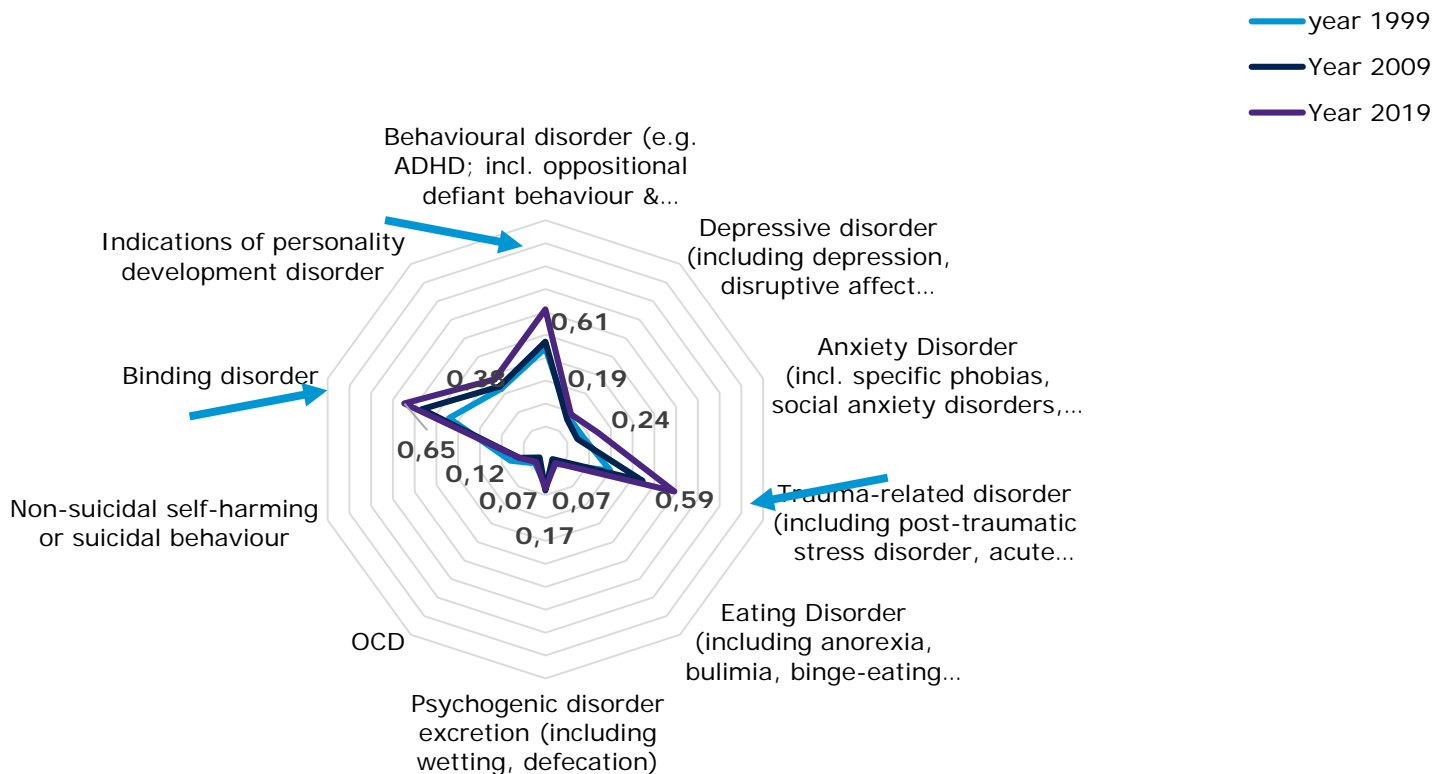 year 1999
Year 2009
Year 2019
Behavioural disorder (e.g.
ADHD; incl. oppositional
defiant behaviour &...
Depressive disorder
(including depression,
disruptive affect...
Anxiety Disorder
(incl. specific phobias,
social anxiety disorders,...
Trauma-related disorder
(including post-traumatic
stress disorder, acute...
Eating Disorder
(including anorexia,
bulimia, binge-eating...
Psychogenic disorder
excretion (including
wetting, defecation)
OCD
Non-suicidal self-harming
or suicidal behaviour
Binding disorder
Indications of personality
development disorder
0,61
0,19
0,24
0,59
0,07
0,17
0,07
0,12
0,65
0,38